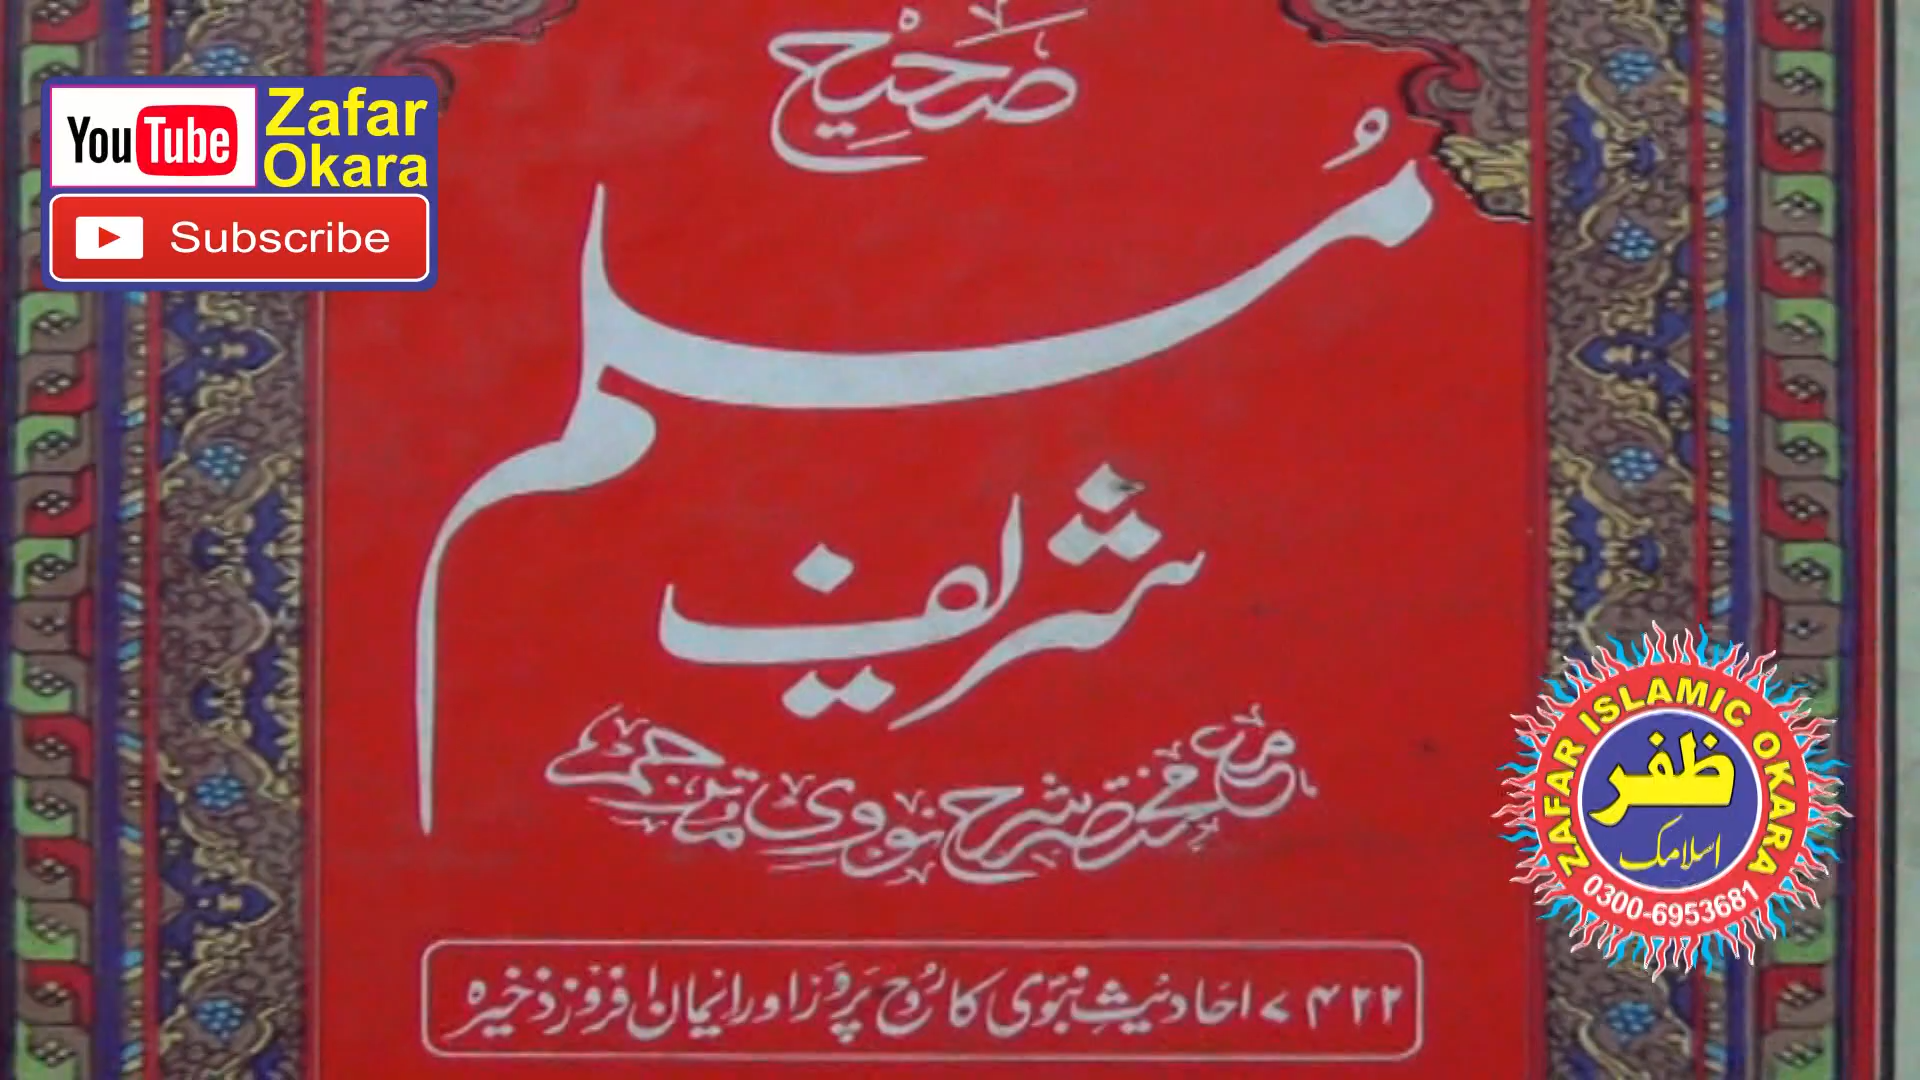 صحیح
مسلم
شریف
مع مختصر شرح نووی مترجم
۷۴۲۲ احادیث نبوی کا روح پرور اور ایمان افروز ذخیرہ
YouTube
Zafar
Okara
Subscribe
ZAFAR ISLAMIC OKARA
ظفر
اسلامک
0300-6953681